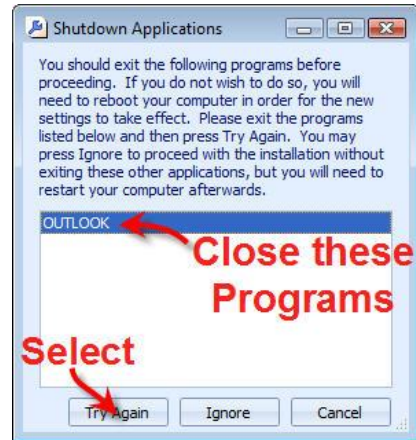 Shutdown Applications
You should exit the following programs before
proceeding. If you do not wish to do so, you will
need to reboot your computer in order for the new
settings to take effect. Please exit the programs
listed below and then press Try Again. You may
press Ignore to proceed with the installation without
exiting these other applications, but you will need to
restart your computer afterwards.
OUTLOOK
Close these
Programs
Select
Try Again Ignore Cancel